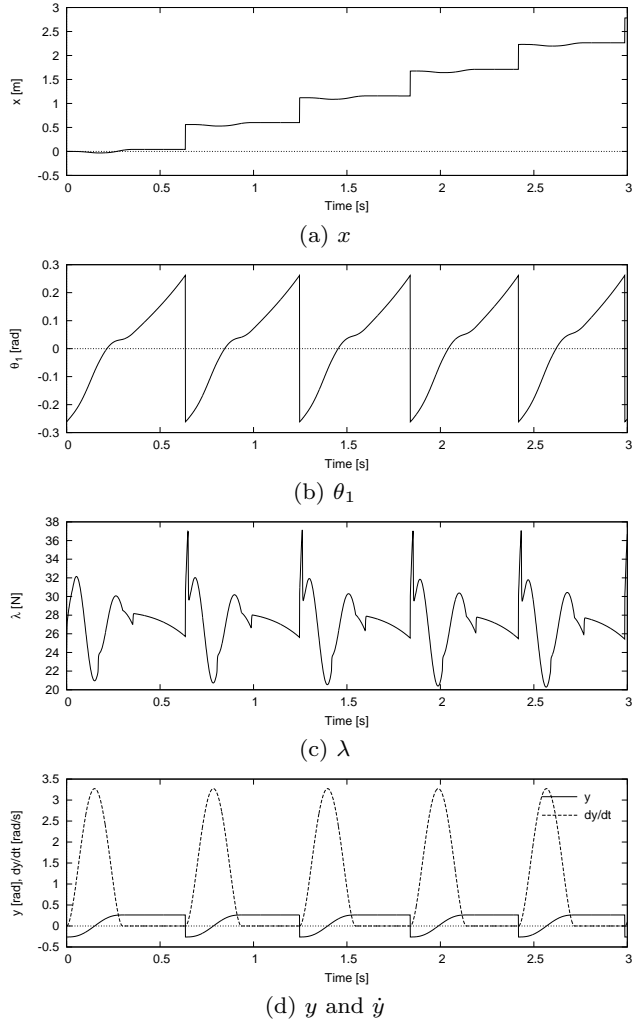 3
2.5
2
1.5
1
0.5
0
-0.5
x [m]
0 0.5 1 1.5 2 2.5 3
Time [s]
(a) x
0.3
0.2
0.1
0
-0.1
-0.2
-0.3
θ1 [rad]
0 0.5 1 1.5 2 2.5 3
Time [s]
(b) θ1
38
36
34
32
30
28
26
24
22
20
λ [N]
0 0.5 1 1.5 2 2.5 3
Time [s]
(c) λ
3.5
3
2.5
2
1.5
1
0.5
0
-0.5
y [rad], dy/dt [rad/s]
y
dy/dt
0 0.5 1 1.5 2 2.5 3
Time [s]
(d) y and ẏ